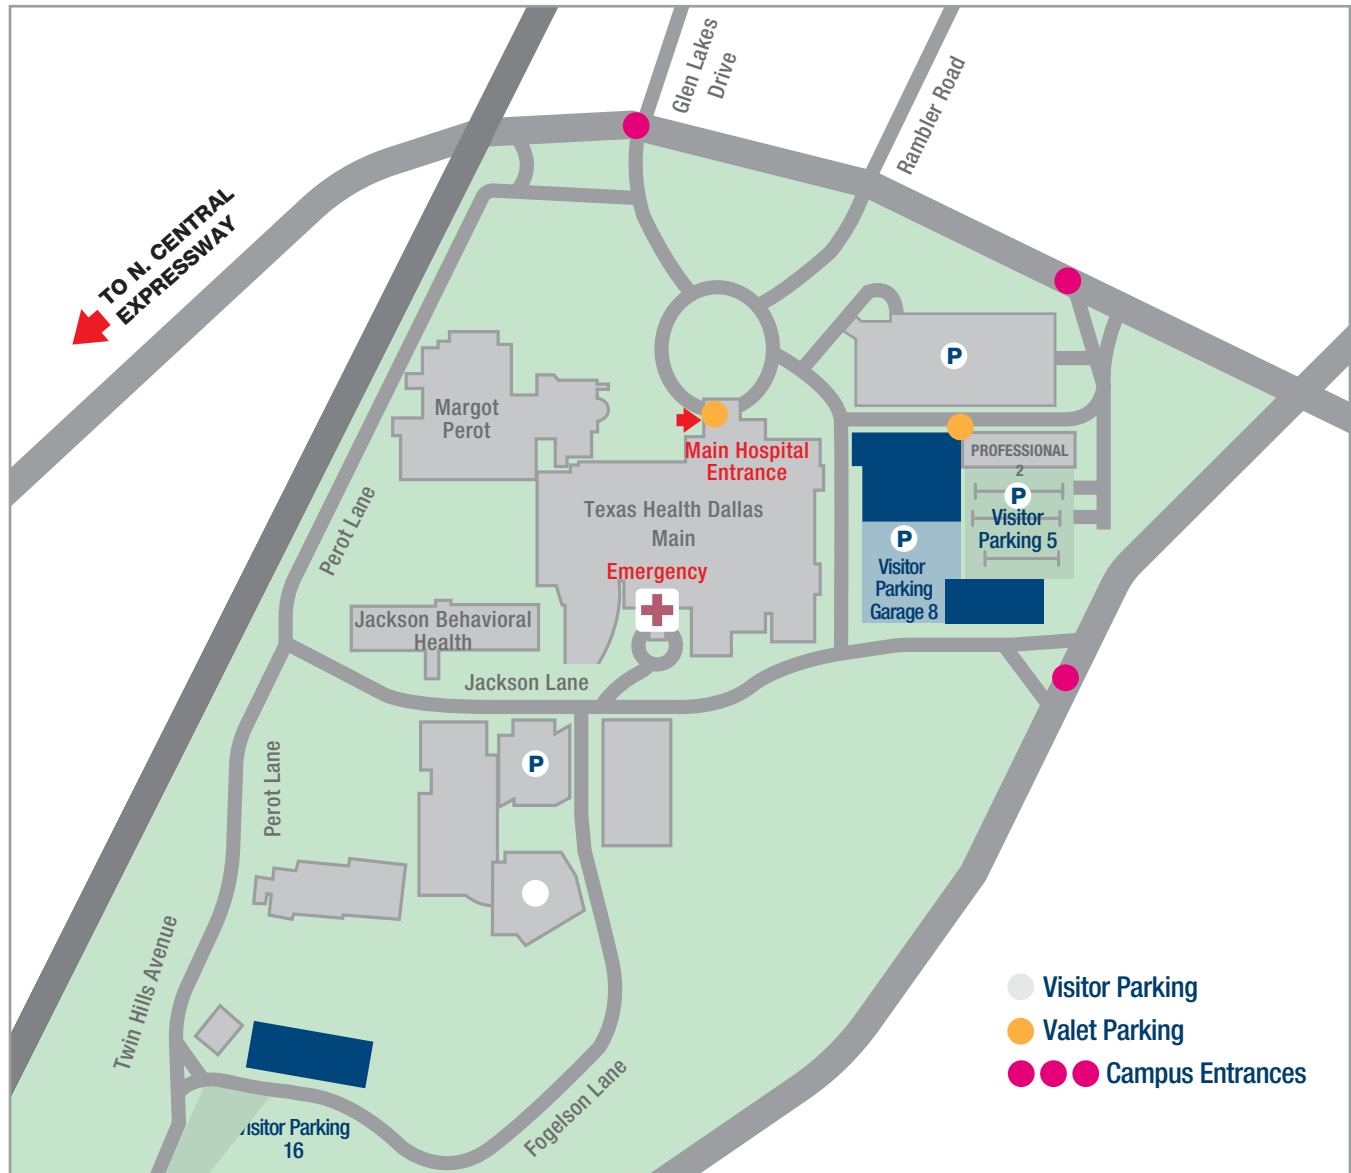 Glen Lakes
Drive
Rambler Road
TO N. CENTRAL
EXPRESSWAY
P
Margot
Perot
Main Hospital
Entrance
PROFESSIONAL
2
P
Visitor
Parking 5
Texas Health Dallas
Main
Perot Lane
P
Visitor
Parking
Garage 8
Emergency
Jackson Behavioral
Health
Jackson Lane
P
Perot Lane
Twin Hills Avenue
Visitor Parking
Valet Parking
Campus Entrances
Fogelson Lane
isitor Parking
16